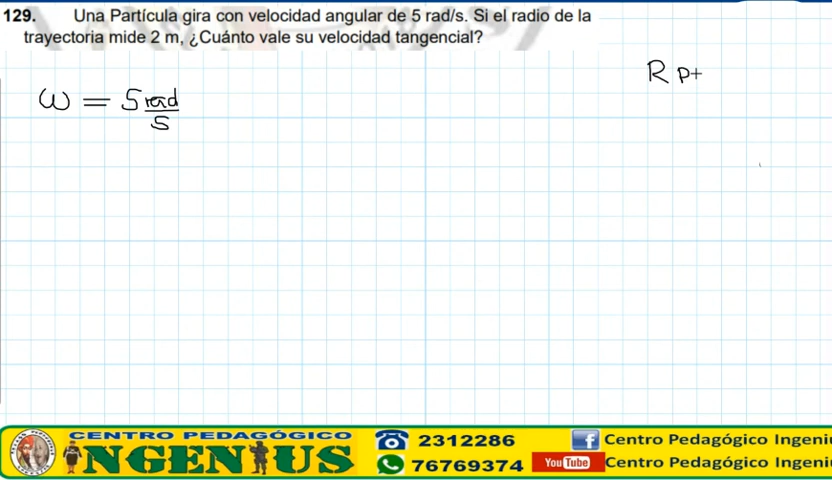 129. Una Partícula gira con velocidad angular de 5 rad/s. Si el radio de la
trayectoria mide 2 m, ¿Cuánto vale su velocidad tangencial?
R p+
ω = 5 rad/s
CENTRO PEDAGÓGICO
INGENIUS
2312286
76769374
Centro Pedagógico Ingeni
YouTube Centro Pedagógico Ingeni